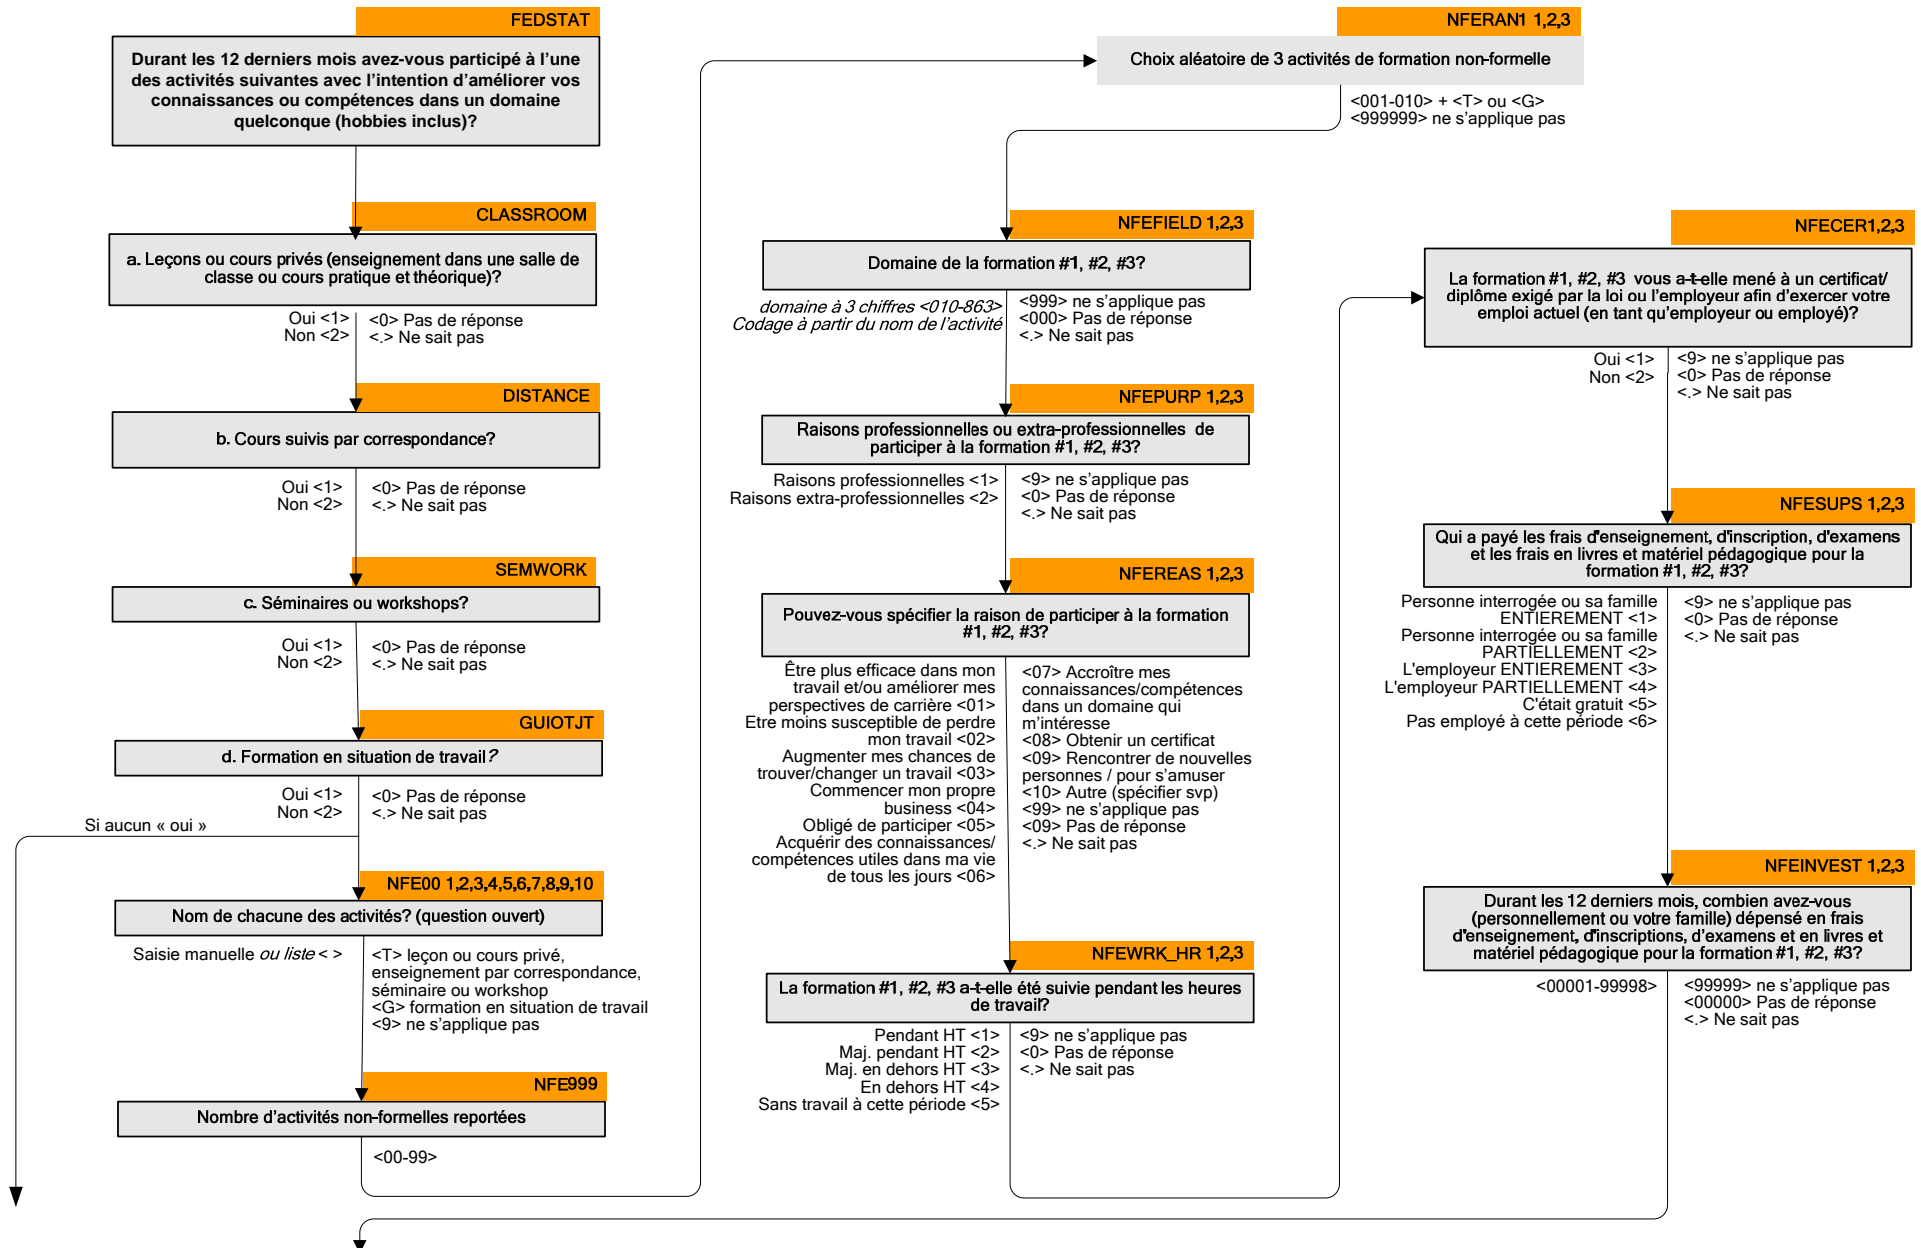 FEDSTAT
Durant les 12 derniers mois avez-vous participé à l'une
des activités suivantes avec l'intention d'améliorer vos
connaissances ou compétences dans un domaine
quelconque (hobbies inclus)?
CLASSROOM
a. Leçons ou cours privés (enseignement dans une salle de
classe ou cours pratique et théorique)?
Oui <1> <0> Pas de réponse
Non <2> <.> Ne sait pas
DISTANCE
b. Cours suivis par correspondance?
Oui <1> <0> Pas de réponse
Non <2> <.> Ne sait pas
SEMWORK
c. Séminaires ou workshops?
Oui <1> <0> Pas de réponse
Non <2> <.> Ne sait pas
GUIOTJT
d. Formation en situation de travail?
Oui <1> <0> Pas de réponse
Non <2> <.> Ne sait pas
Si aucun « oui »
NFE00 1,2,3,4,5,6,7,8,9,10
Nom de chacune des activités? (question ouvert)
Saisie manuelle ou liste < >
<T> leçon ou cours privé,
enseignement par correspondance,
séminaire ou workshop
<G> formation en situation de travail
<9> ne s'applique pas
NFE999
Nombre d'activités non-formelles reportées
<00-99>
NFERAN1 1,2,3
Choix aléatoire de 3 activités de formation non-formelle
<001-010> + <T> ou <G>
<999999> ne s'applique pas
NFEFIELD 1,2,3
Domaine de la formation #1, #2, #3?
domaine à 3 chiffres <010-863>
Codage à partir du nom de l'activité
<999> ne s'applique pas
<000> Pas de réponse
<.> Ne sait pas
NFEPURP 1,2,3
Raisons professionnelles ou extra-professionnelles de
participer à la formation #1, #2, #3?
Raisons professionnelles <1>
Raisons extra-professionnelles <2>
<9> ne s'applique pas
<0> Pas de réponse
<.> Ne sait pas
NFEREAS 1,2,3
Pouvez-vous spécifier la raison de participer à la formation
#1, #2, #3?
Être plus efficace dans mon
travail et/ou améliorer mes
perspectives de carrière <01>
Etre moins susceptible de perdre
mon travail <02>
Augmenter mes chances de
trouver/changer un travail <03>
Commencer mon propre
business <04>
Obligé de participer <05>
Acquérir des connaissances/
compétences utiles dans ma vie
de tous les jours <06>
<07> Accroître mes
connaissances/compétences
dans un domaine qui
m'intéresse
<08> Obtenir un certificat
<09> Rencontrer de nouvelles
personnes / pour s'amuser
<10> Autre (spécifier svp)
<99> ne s'applique pas
<09> Pas de réponse
<.> Ne sait pas
NFEWRK_HR 1,2,3
La formation #1, #2, #3 a-t-elle été suivie pendant les heures
de travail?
Pendant HT <1>
Maj. pendant HT <2>
Maj. en dehors HT <3>
En dehors HT <4>
Sans travail à cette période <5>
<9> ne s'applique pas
<0> Pas de réponse
<.> Ne sait pas
NFECER1,2,3
La formation #1, #2, #3 vous a-t-elle mené à un certificat/
diplôme exigé par la loi ou l'employeur afin d'exercer votre
emploi actuel (en tant qu'employeur ou employé)?
Oui <1>
Non <2>
<9> ne s'applique pas
<0> Pas de réponse
<.> Ne sait pas
NFESUPS 1,2,3
Qui a payé les frais d'enseignement, d'inscription, d'examens
et les frais en livres et matériel pédagogique pour la
formation #1, #2, #3?
Personne interrogée ou sa famille
ENTIEREMENT <1>
Personne interrogée ou sa famille
PARTIELLEMENT <2>
L'employeur ENTIEREMENT <3>
L'employeur PARTIELLEMENT <4>
C'était gratuit <5>
Pas employé à cette période <6>
<9> ne s'applique pas
<0> Pas de réponse
<.> Ne sait pas
NFEINVEST 1,2,3
Durant les 12 derniers mois, combien avez-vous
(personnellement ou votre famille) dépensé en frais
d'enseignement, d'inscriptions, d'examens et en livres et
matériel pédagogique pour la formation #1, #2, #3?
<00001-99998>
<99999> ne s'applique pas
<00000> Pas de réponse
<.> Ne sait pas